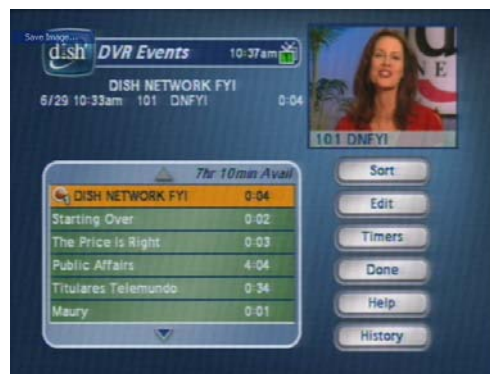 Save Image...
dish DVR Events 10:37am
DISH NETWORK FYI
6/29 10:33am 101 DNFYI 0:04
N E
101 DNFYI
7hr 10min Avail
DISH NETWORK FYI 0:04
Starting Over 0:02
The Price is Right 0:03
Public Affairs 4:04
Titulares Telemundo 0:34
Maury 0:01
Sort
Edit
Timers
Done
Help
History